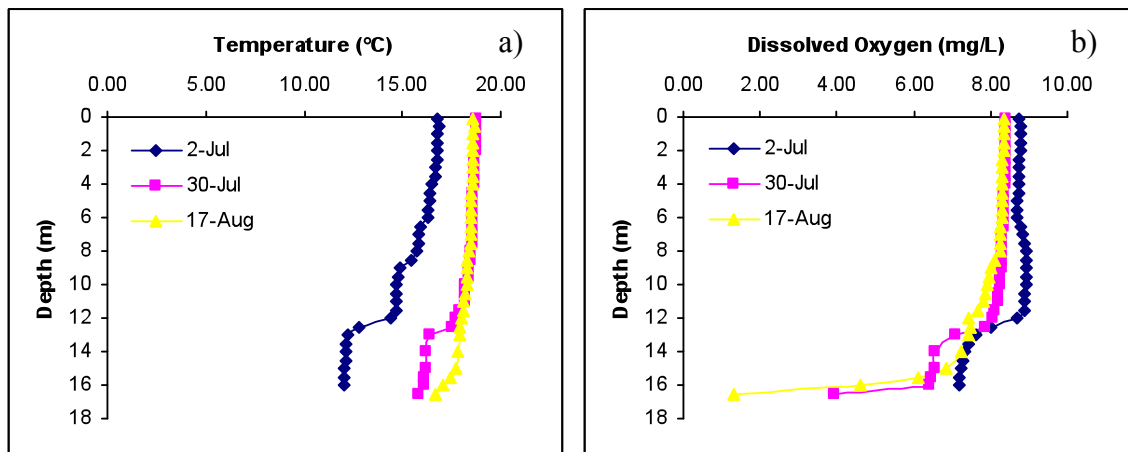 Temperature (°C) a)
0.00 5.00 10.00 15.00 20.00
0
2
4
6
8
10
12
14
16
18
Depth (m)
2-Jul
30-Jul
17-Aug
Dissolved Oxygen (mg/L) b)
0.00 2.00 4.00 6.00 8.00 10.00
0
2
4
6
8
10
12
14
16
18
Depth (m)
2-Jul
30-Jul
17-Aug